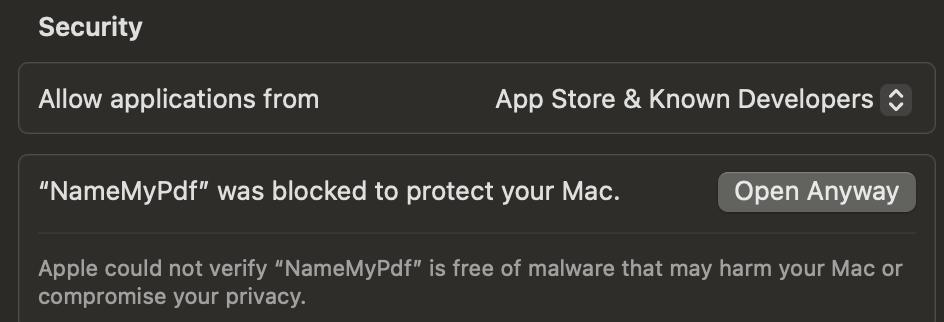 Security
Allow applications from App Store & Known Developers
“NameMyPdf” was blocked to protect your Mac. Open Anyway
Apple could not verify “NameMyPdf” is free of malware that may harm your Mac or
compromise your privacy.